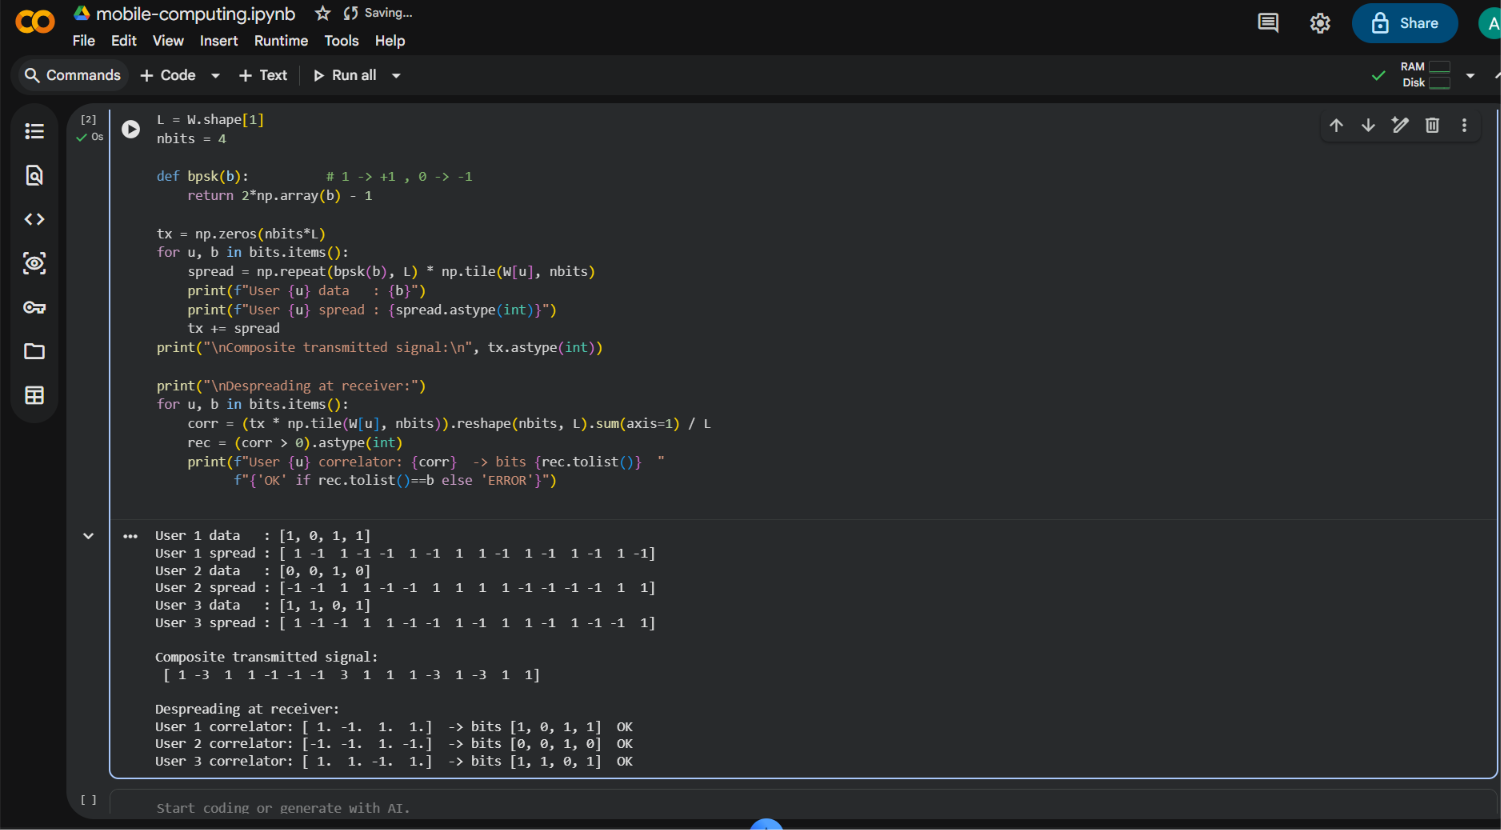 mobile-computing.ipynb Saving...
File Edit View Insert Runtime Tools Help
Share
A
Commands + Code + Text Run all
RAM
Disk
[2]
0s
L = W.shape[1]
nbits = 4
def bpsk(b):          # 1 -> +1 , 0 -> -1
    return 2*np.array(b) - 1
tx = np.zeros(nbits*L)
for u, b in bits.items():
    spread = np.repeat(bpsk(b), L) * np.tile(W[u], nbits)
    print(f"User {u} data   : {b}")
    print(f"User {u} spread : {spread.astype(int)}")
    tx += spread
print("\nComposite transmitted signal:\n", tx.astype(int))
print("\nDespreading at receiver:")
for u, b in bits.items():
    corr = (tx * np.tile(W[u], nbits)).reshape(nbits, L).sum(axis=1) / L
    rec = (corr > 0).astype(int)
    print(f"User {u} correlator: {corr}  -> bits {rec.tolist()}  "
          f"{'OK' if rec.tolist()==b else 'ERROR'}")
User 1 data   : [1, 0, 1, 1]
User 1 spread : [ 1 -1  1 -1 -1  1 -1  1  1 -1  1 -1  1 -1  1 -1]
User 2 data   : [0, 0, 1, 0]
User 2 spread : [-1 -1  1  1 -1 -1  1  1  1  1 -1 -1 -1 -1  1  1]
User 3 data   : [1, 1, 0, 1]
User 3 spread : [ 1 -1 -1  1  1 -1 -1  1 -1  1  1 -1  1 -1 -1  1]
Composite transmitted signal:
 [ 1 -3  1  1 -1 -1 -1  3  1  1  1 -3  1 -3  1  1]
Despreading at receiver:
User 1 correlator: [ 1. -1.  1.  1.]  -> bits [1, 0, 1, 1]  OK
User 2 correlator: [-1. -1.  1. -1.]  -> bits [0, 0, 1, 0]  OK
User 3 correlator: [ 1.  1. -1.  1.]  -> bits [1, 1, 0, 1]  OK
[ ]
Start coding or generate with AI.